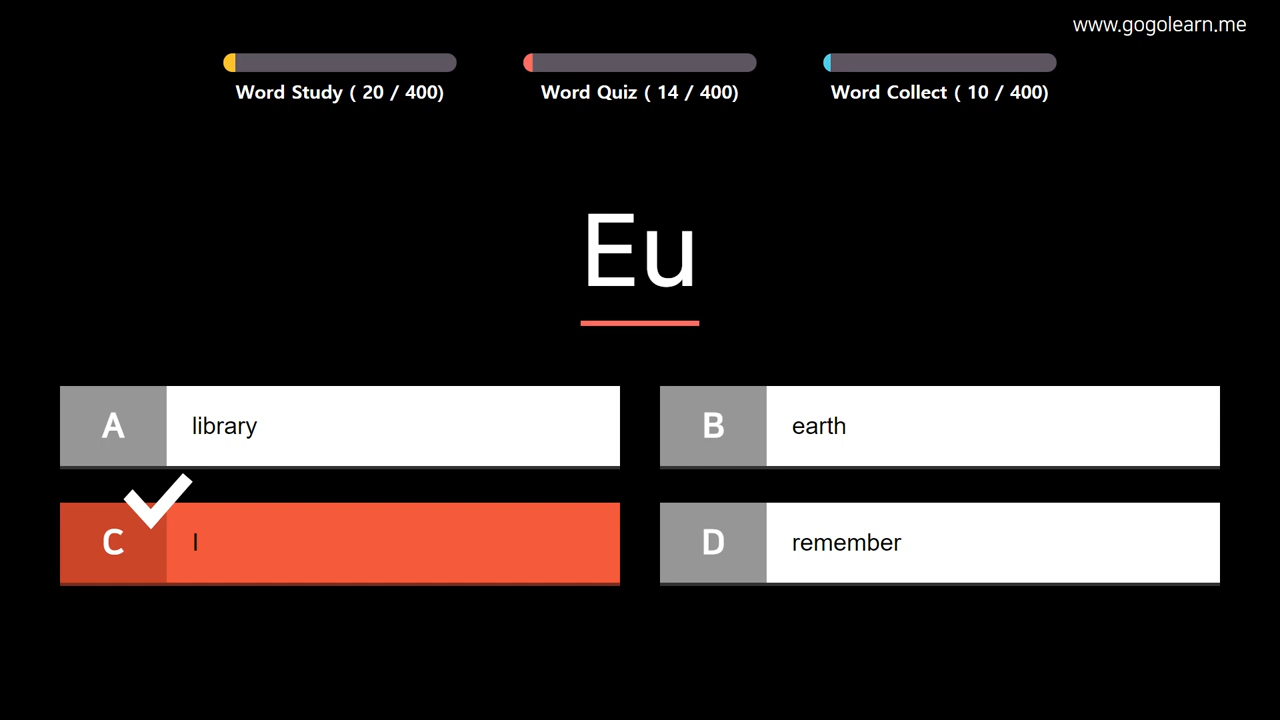 www.gogolearn.me
Word Study ( 20 / 400)
Word Quiz ( 14 / 400)
Word Collect ( 10 / 400)
Eu
A library
B earth
C I
D remember